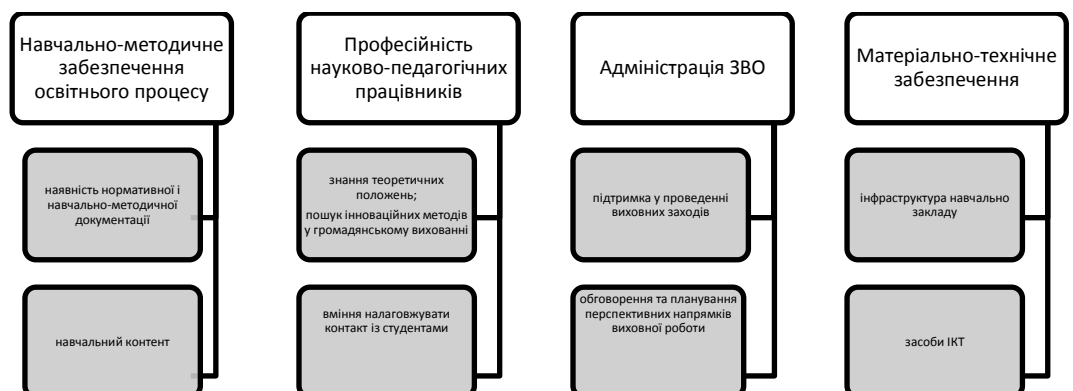 Навчально-методичне
забезпечення
освітнього процесу
наявність нормативної і
навчально-методичної
документації
навчальний контент
Професійність
науково-педагогічних
працівників
знання теоретичних
положень;
пошук інноваційних методів
у громадянському вихованні
вміння налаговжувати
контакт із студентами
Адміністрація ЗВО
підтримка у проведенні
виховних заходів
обговорення та планування
перспективних напрямків
виховної роботи
Матеріально-технічне
забезпечення
інфраструктура навчально
закладу
засоби ІКТ